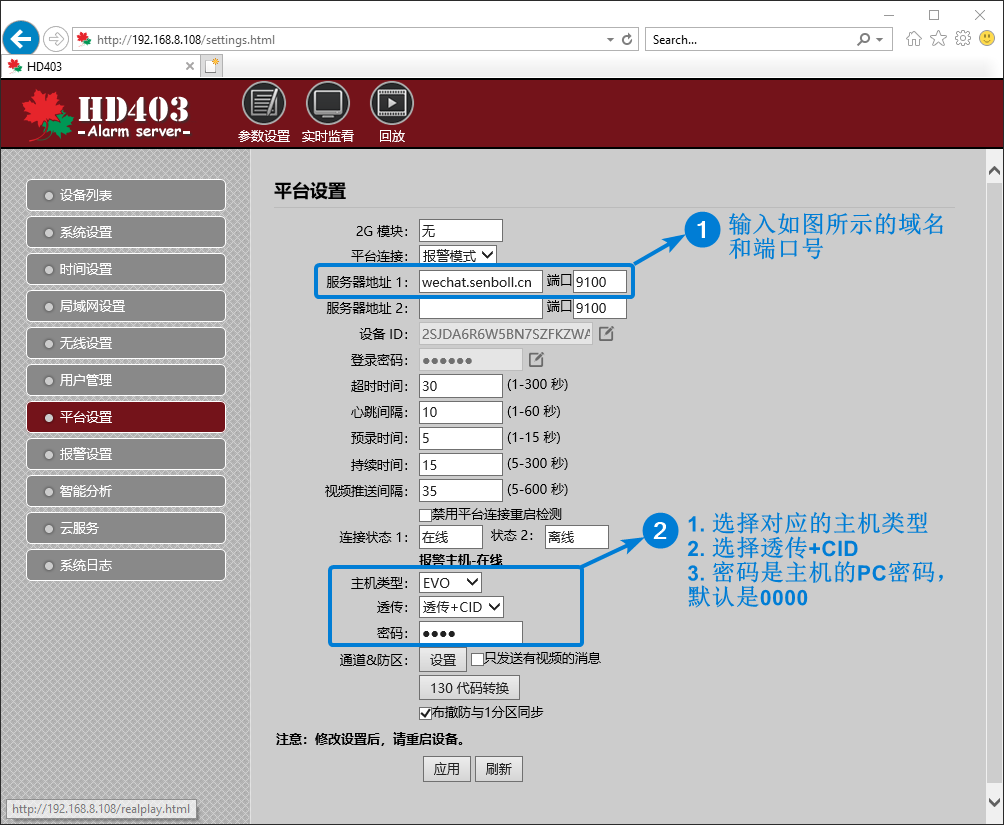 http://192.168.8.108/settings.html
Search...
HD403
HD403
-Alarm server-
参数设置 实时监看 回放
设备列表
系统设置
时间设置
局域网设置
无线设置
用户管理
平台设置
报警设置
智能分析
云服务
系统日志
平台设置
2G 模块: 无
平台连接: 报警模式
服务器地址 1: wechat.senboll.cn 端口 9100
服务器地址 2: 端口 9100
设备 ID: 2SJDA6R6W5BN7SZFKZWA
登录密码: ●●●●●●
超时时间: 30 (1-300 秒)
心跳间隔: 10 (1-60 秒)
预录时间: 5 (1-15 秒)
持续时间: 15 (5-300 秒)
视频推送间隔: 35 (5-600 秒)
禁用平台连接重启检测
连接状态 1: 在线 状态 2: 离线
报警主机-在线
主机类型: EVO
透传: 透传+CID
密码: ●●●●
通道&防区: 设置 只发送有视频的消息
130 代码转换
布撤防与1分区同步
注意：修改设置后，请重启设备。
应用 刷新
1 输入如图所示的域名
和端口号
2 1. 选择对应的主机类型
2. 选择透传+CID
3. 密码是主机的PC密码，
默认是0000
http://192.168.8.108/realplay.html